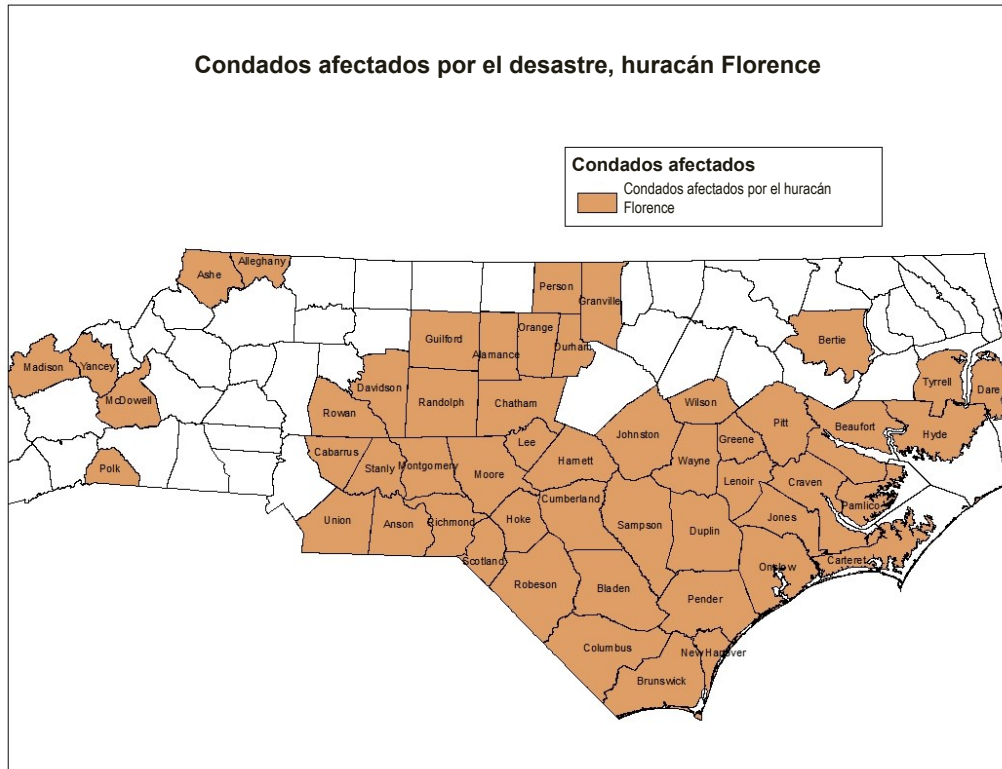 Condados afectados por el desastre, huracán Florence
Condados afectados
Condados afectados por el huracán
Florence
Ashe
Alleghany
Person
Granville
Guilford
Alamance
Orange
Durham
Bertie
Madison
Yancey
McDowell
Davidson
Randolph
Chatham
Rowan
Wilson
Tyrrell
Dare
Polk
Cabarrus
Stanly
Montgomery
Moore
Lee
Harnett
Johnston
Wayne
Greene
Pitt
Beaufort
Hyde
Lenoir
Craven
Pamlico
Union
Anson
Richmond
Scotland
Hoke
Cumberland
Sampson
Duplin
Jones
Carteret
Onslow
Robeson
Bladen
Pender
Columbus
New Hanover
Brunswick